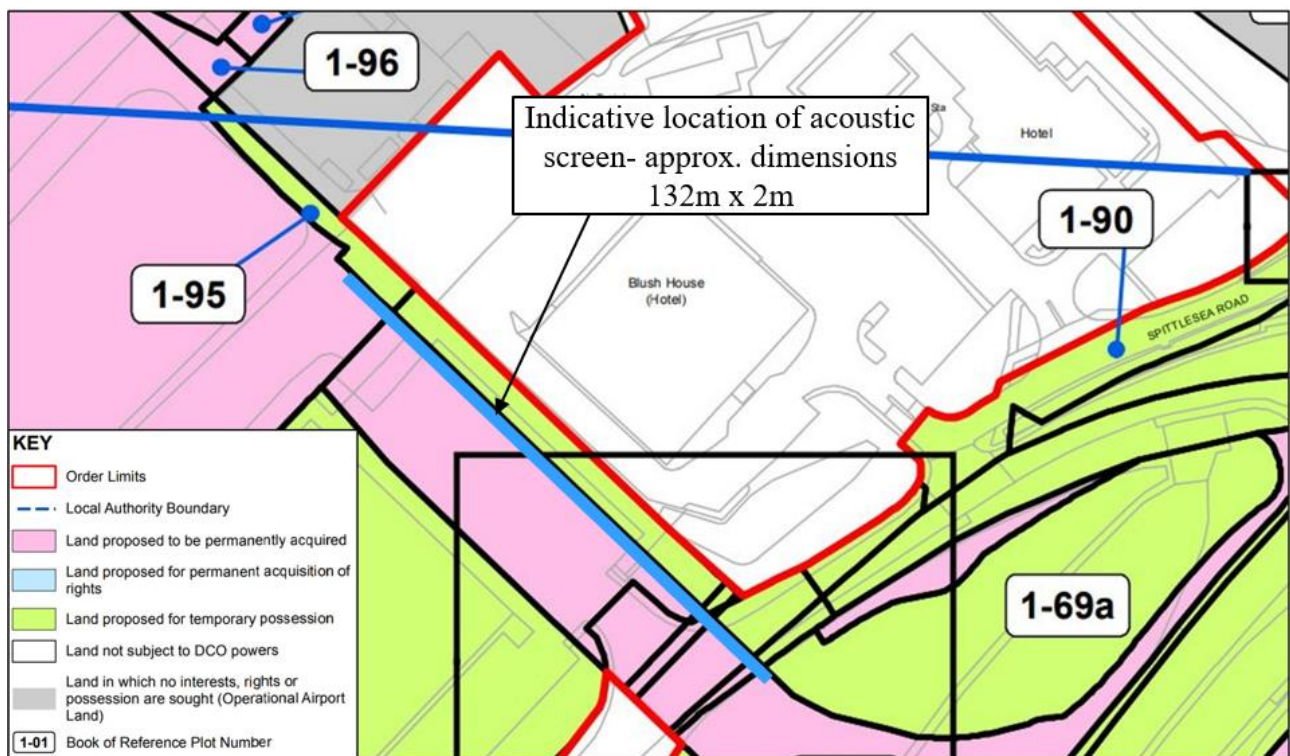 1-96
Indicative location of acoustic
screen- approx. dimensions
132m x 2m
Sta
Hotel
1-90
1-95
Blush House
(Hotel)
SPITTLESEA ROAD
KEY
Order Limits
Local Authority Boundary
Land proposed to be permanently acquired
Land proposed for permanent acquisition of
rights
Land proposed for temporary possession
Land not subject to DCO powers
Land in which no interests, rights or
possession are sought (Operational Airport
Land)
1-01 Book of Reference Plot Number
1-69a